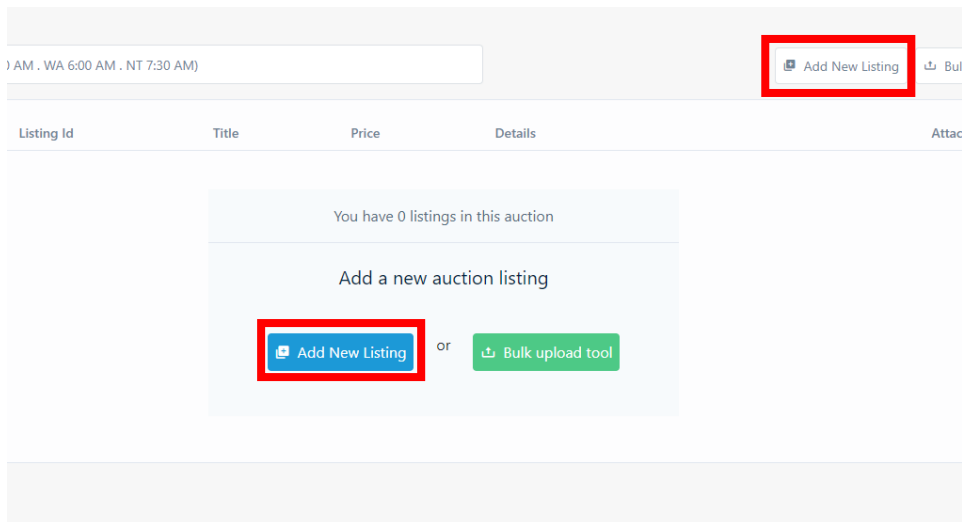 AM . WA 6:00 AM . NT 7:30 AM)
Add New Listing
Listing Id
Title
Price
Details
You have 0 listings in this auction
Add a new auction listing
Add New Listing
or
Bulk upload tool